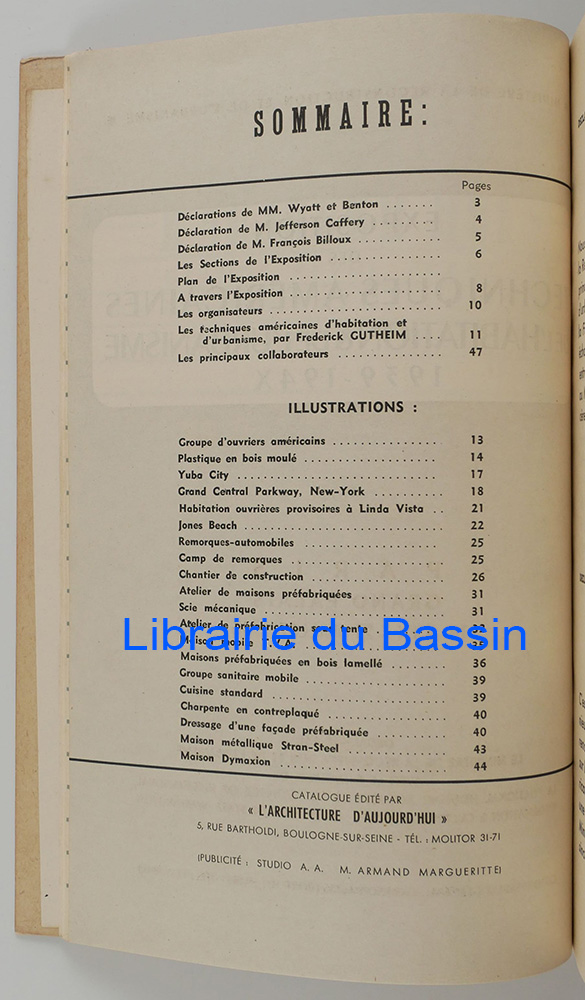 SOMMAIRE:
Pages
Déclarations de MM. Wyatt et Benton ....... 3
Déclaration de M. Jefferson Caffery ......... 4
Déclaration de M. François Billoux ........... 5
Les Sections de l'Exposition ................ 6
Plan de l'Exposition ......................
A travers l'Exposition ..................... 8
Les organisateurs ......................... 10
Les techniques américaines d'habitation et
d'urbanisme, par Frederick GUTHEIM .... 11
Les principaux collaborateurs ............... 47
ILLUSTRATIONS :
Groupe d'ouvriers américains ................ 13
Plastique en bois moulé .................... 14
Yuba City ................................ 17
Grand Central Parkway, New-York .......... 18
Habitation ouvrières provisoires à Linda Vista .. 21
Jones Beach .............................. 22
Remorques-automobiles ..................... 25
Camp de remorques ........................ 25
Chantier de construction .................... 26
Atelier de maisons préfabriquées ............. 31
Scie mécanique ............................ 31
Atelier de préfabrication sous tente
Librairie du Bassin
Maison mobile T.V.A.
Maisons préfabriquées en bois lamellé ........ 36
Groupe sanitaire mobile .................... 39
Cuisine standard .......................... 39
Charpente en contreplaqué .................. 40
Dressage d'une façade préfabriquée .......... 40
Maison métallique Stran-Steel ............... 43
Maison Dymaxion .......................... 44
CATALOGUE ÉDITÉ PAR
« L'ARCHITECTURE D'AUJOURD'HUI »
5, RUE BARTHOLDI, BOULOGNE-SUR-SEINE - TÉL. : MOLITOR 31-71
(PUBLICITÉ : STUDIO A. A. M. ARMAND MARGUERITTE)